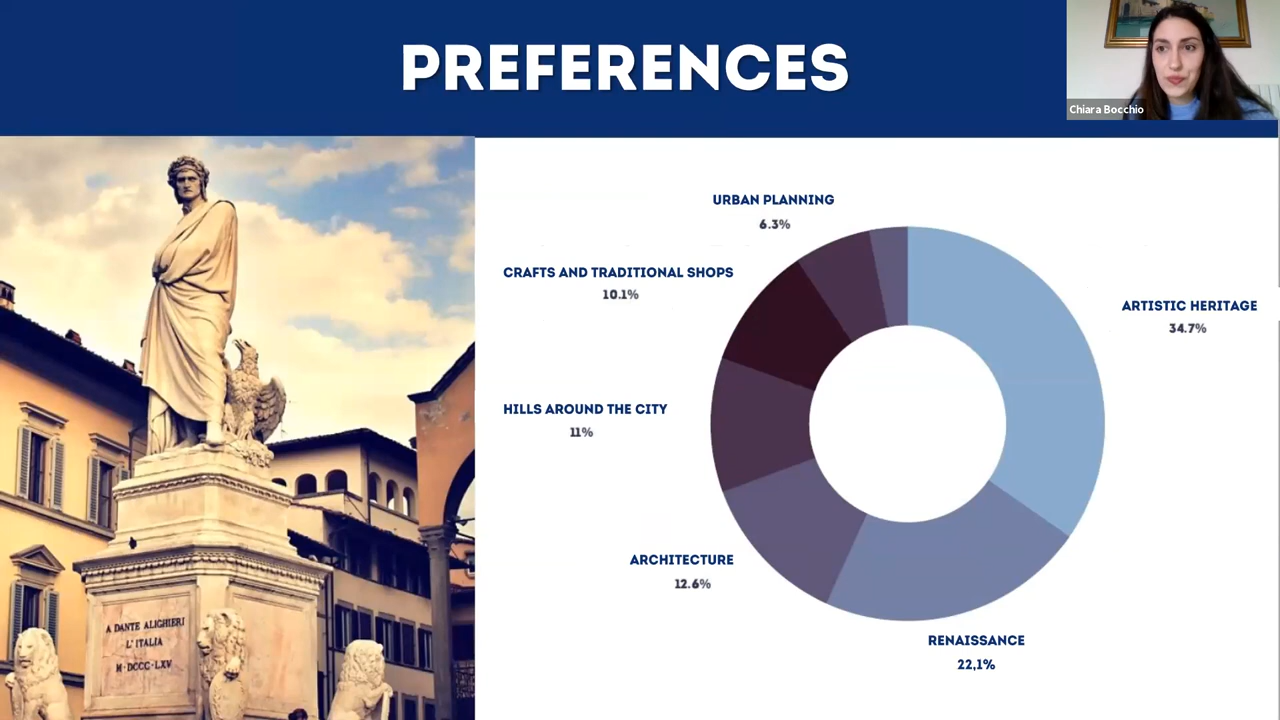 PREFERENCES
Chiara Bocchio
URBAN PLANNING
6.3%
CRAFTS AND TRADITIONAL SHOPS
10.1%
ARTISTIC HERITAGE
34.7%
HILLS AROUND THE CITY
11%
ARCHITECTURE
12.6%
RENAISSANCE
22,1%
A DANTE ALIGHIERI
L'ITALIA
M·DCCC·LXV